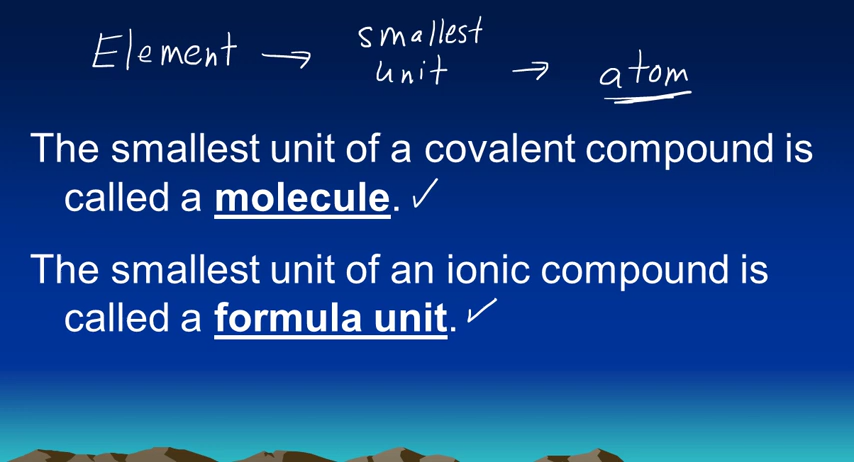 Element → smallest
unit → atom
The smallest unit of a covalent compound is
called a molecule. ✓
The smallest unit of an ionic compound is
called a formula unit. ✓